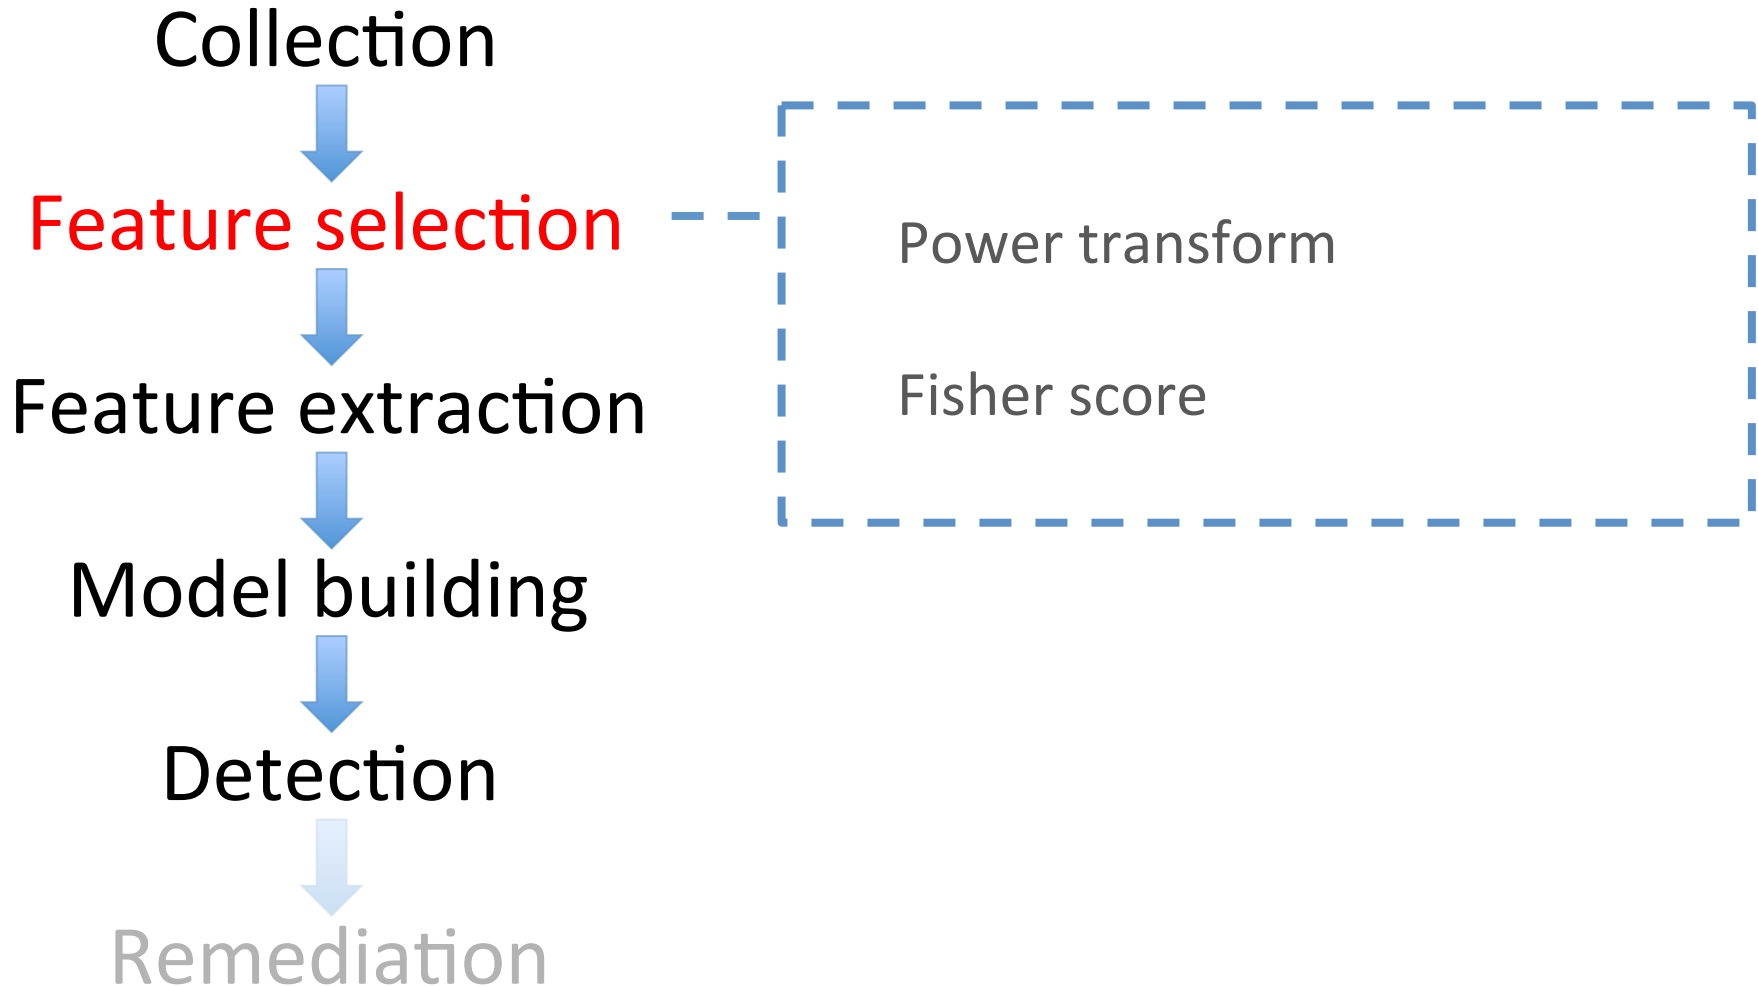 Collection
Feature selection
Feature extraction
Model building
Detection
Remediation
Power transform
Fisher score